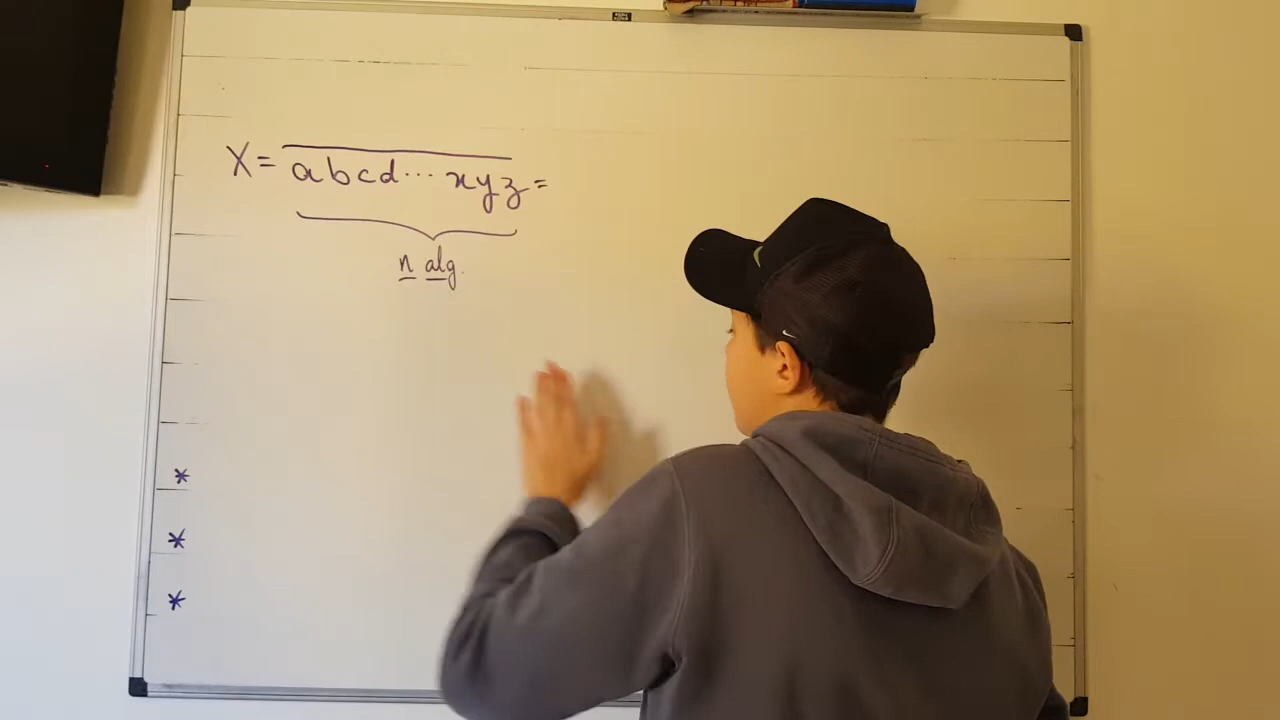 X = abcd... xyz =
n alg.
*
*
*